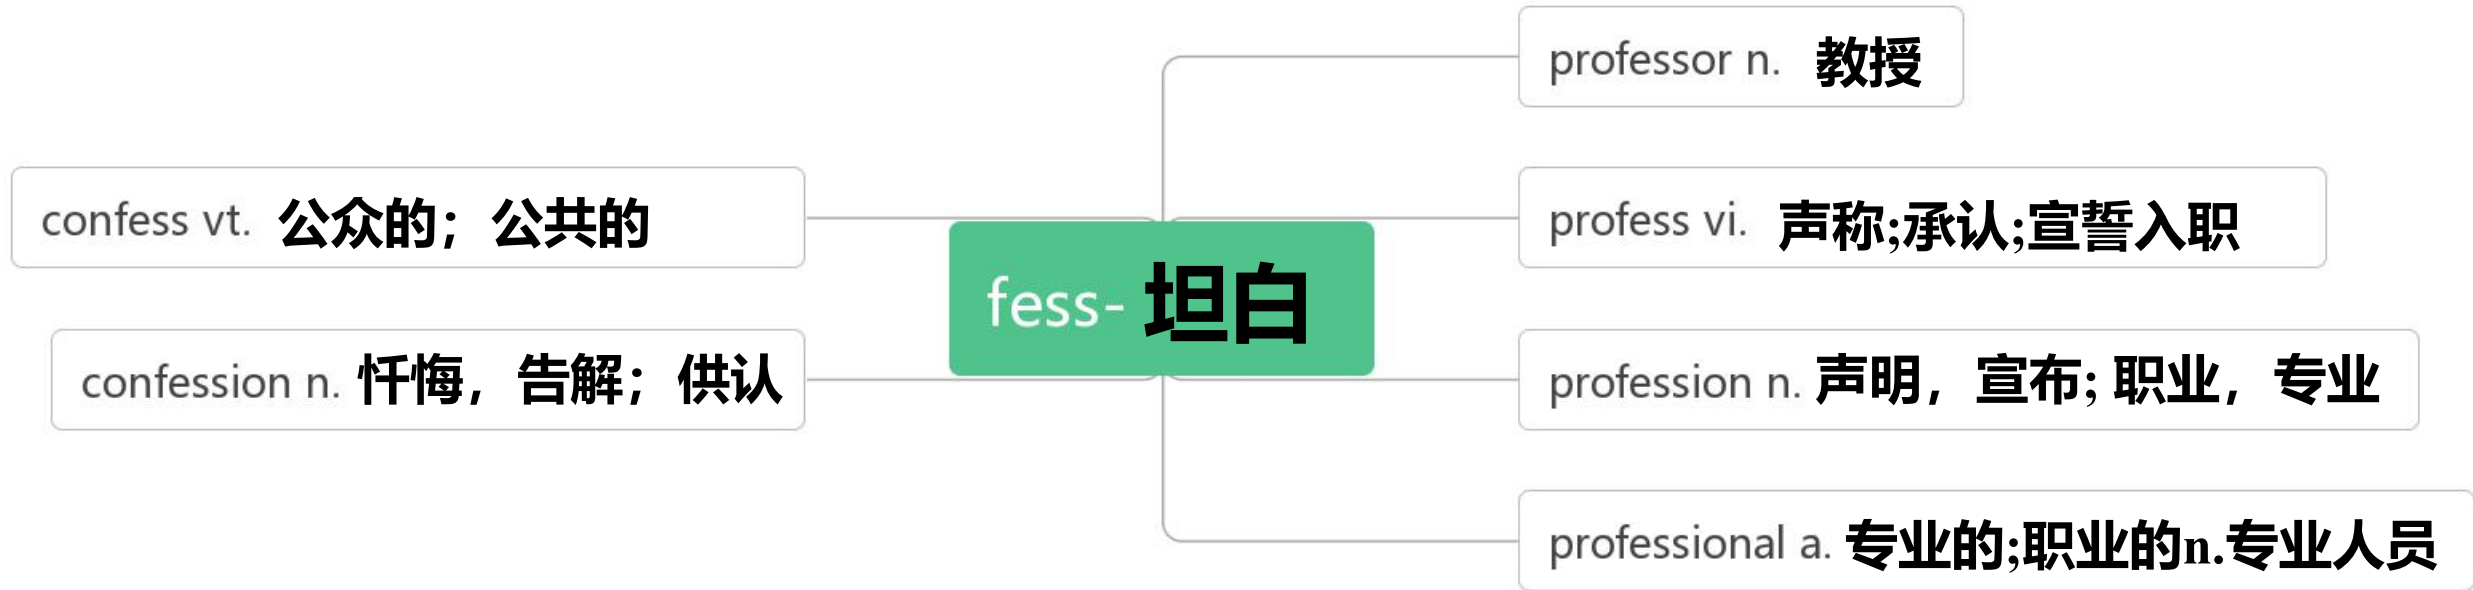 professor n. 教授
confess vt. 公众的；公共的
profess vi. 声称;承认;宣誓入职
fess- 坦白
confession n. 忏悔，告解；供认
profession n. 声明，宣布; 职业，专业
professional a. 专业的;职业的n.专业人员